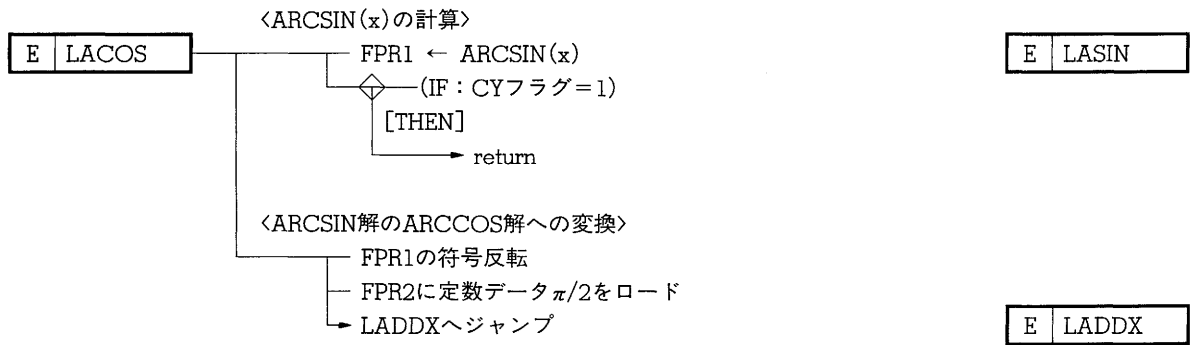 〈ARCSIN(x)の計算〉
E LACOS
FPR1 ← ARCSIN(x)
E LASIN
(IF:CYフラグ=1)
[THEN]
return
〈ARCSIN解のARCCOS解への変換〉
FPR1の符号反転
FPR2に定数データπ/2をロード
LADDXへジャンプ
E LADDX